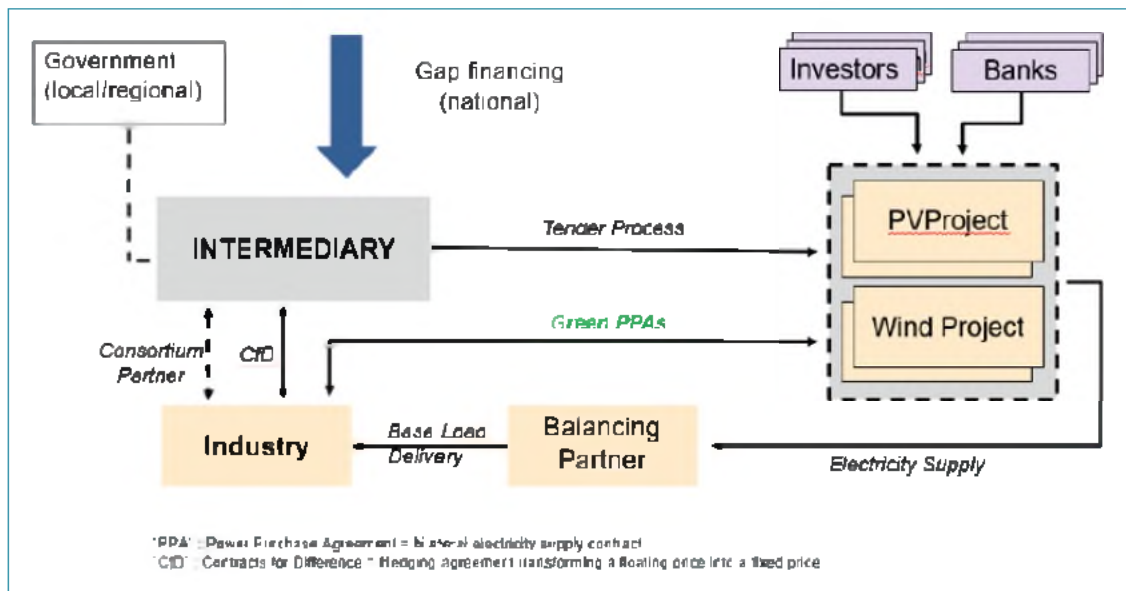 Government
(local/regional)
Gap financing
(national)
Investors
Banks
INTERMEDIARY
Tender Process
PVProject
Green PPAs
Wind Project
Consortium
Partner
CfD
Industry
Base Load
Delivery
Balancing
Partner
Electricity Supply
'PPA' : Power Purchase Agreement = bilateral electricity supply contract
'CfD' : Contracts for Difference = Hedging agreement transforming a floating price into a fixed price